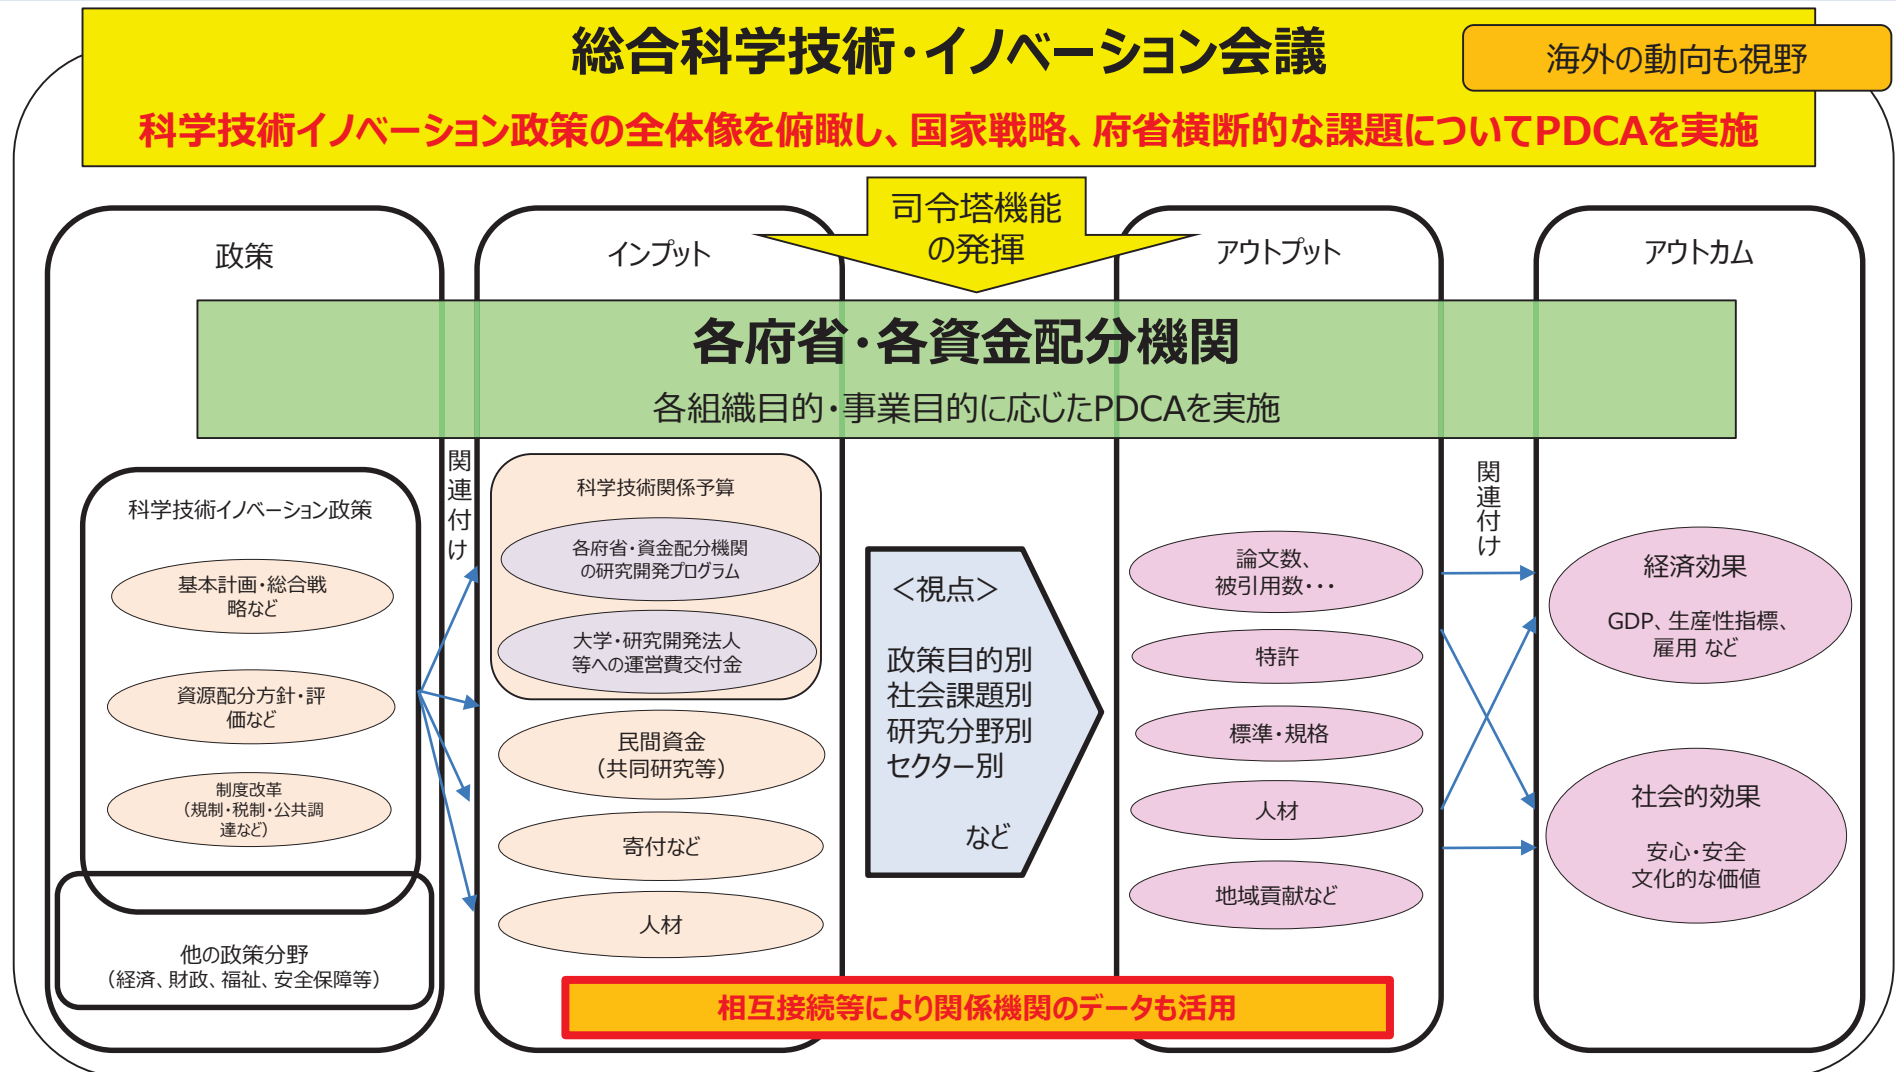 総合科学技術・イノベーション会議
海外の動向も視野
科学技術イノベーション政策の全体像を俯瞰し、国家戦略、府省横断的な課題についてPDCAを実施
司令塔機能
の発揮
政策
インプット
アウトプット
アウトカム
各府省・各資金配分機関
各組織目的・事業目的に応じたPDCAを実施
科学技術イノベーション政策
基本計画・総合戦
略など
資源配分方針・評
価など
制度改革
（規制・税制・公共調
達など）
他の政策分野
（経済、財政、福祉、安全保障等）
関連付け
科学技術関係予算
各府省・資金配分機関
の研究開発プログラム
大学・研究開発法人
等への運営費交付金
民間資金
（共同研究等）
寄付など
人材
＜視点＞
政策目的別
社会課題別
研究分野別
セクター別
など
論文数、
被引用数・・・
特許
標準・規格
人材
地域貢献など
関連付け
経済効果
GDP、生産性指標、
雇用 など
社会的効果
安心・安全
文化的な価値
相互接続等により関係機関のデータも活用